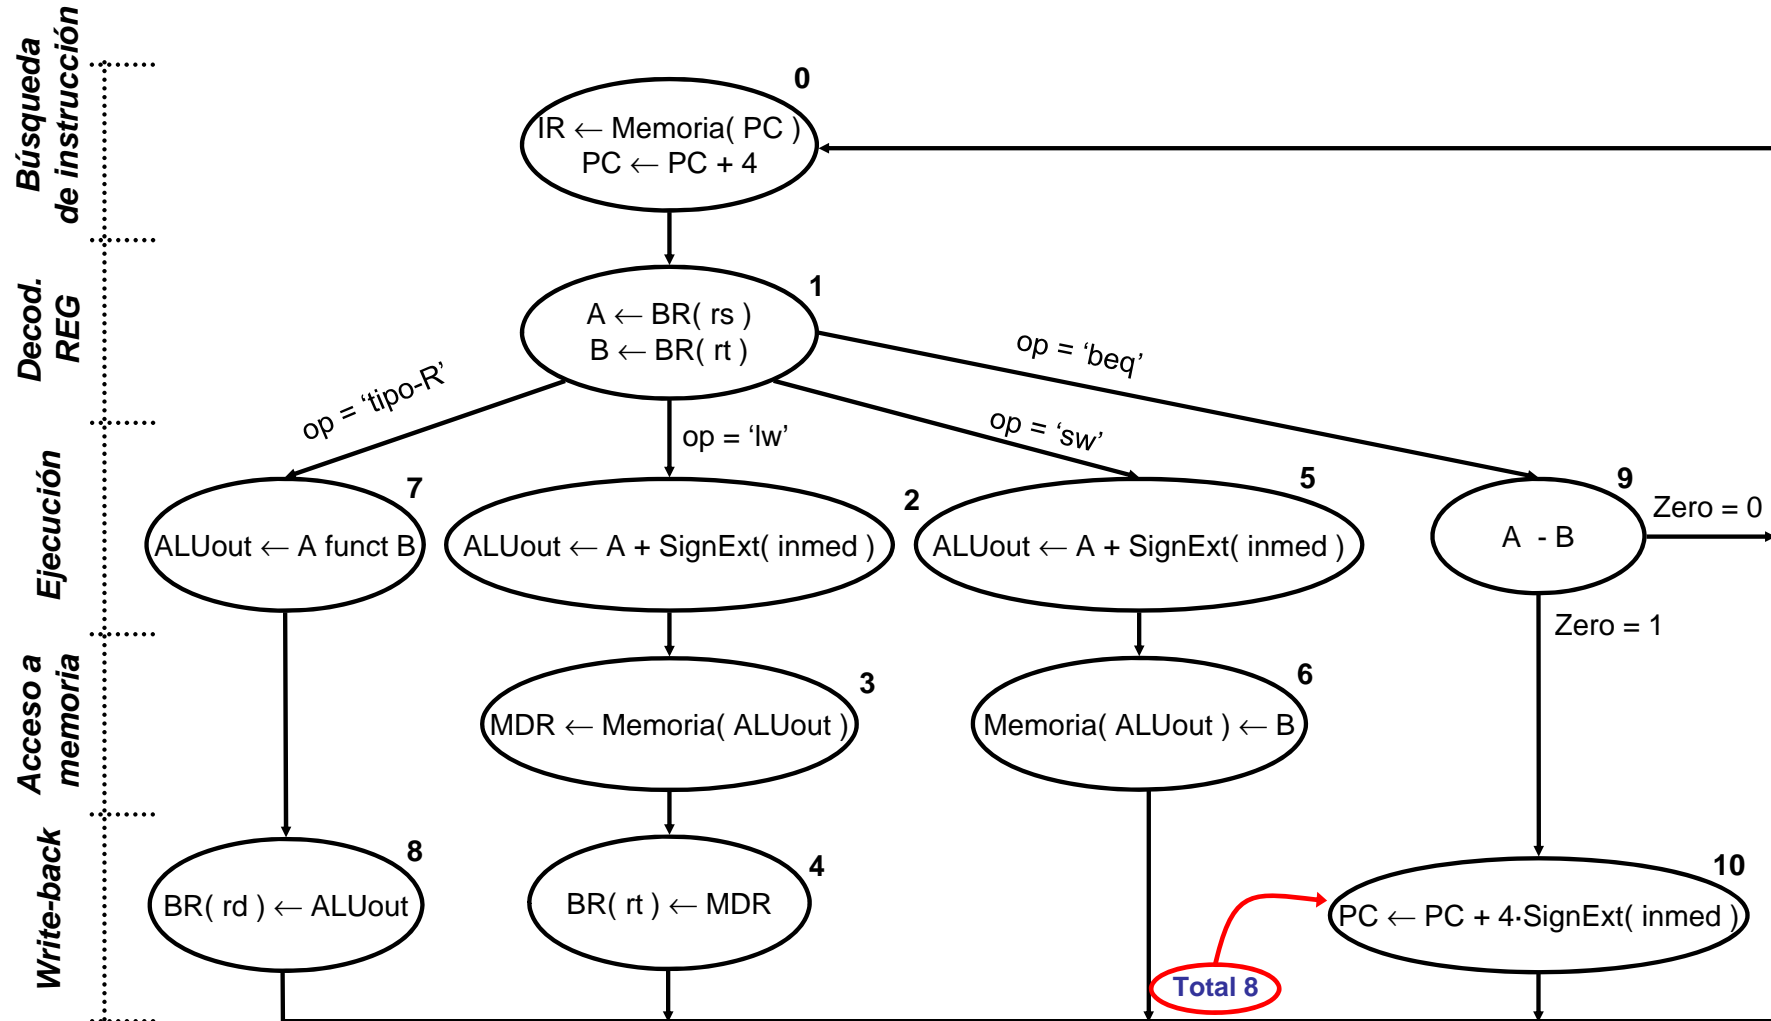 Búsqueda
de instrucción
0
IR ← Memoria( PC )
PC ← PC + 4
Decod.
REG
1
A ← BR( rs )
B ← BR( rt )
op = ‘tipo-R’
op = ‘lw’
op = ‘sw’
op = ‘beq’
Ejecución
7
ALUout ← A funct B
2
ALUout ← A + SignExt( inmed )
5
ALUout ← A + SignExt( inmed )
9
A - B
Zero = 0
Zero = 1
Acceso a
memoria
3
MDR ← Memoria( ALUout )
6
Memoria( ALUout ) ← B
Write-back
8
BR( rd ) ← ALUout
4
BR( rt ) ← MDR
10
PC ← PC + 4·SignExt( inmed )
Total 8